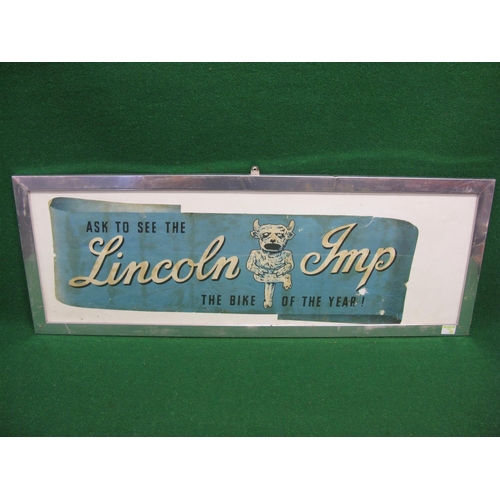 ASK TO SEE THE
Lincoln Imp
THE BIKE OF THE YEAR!